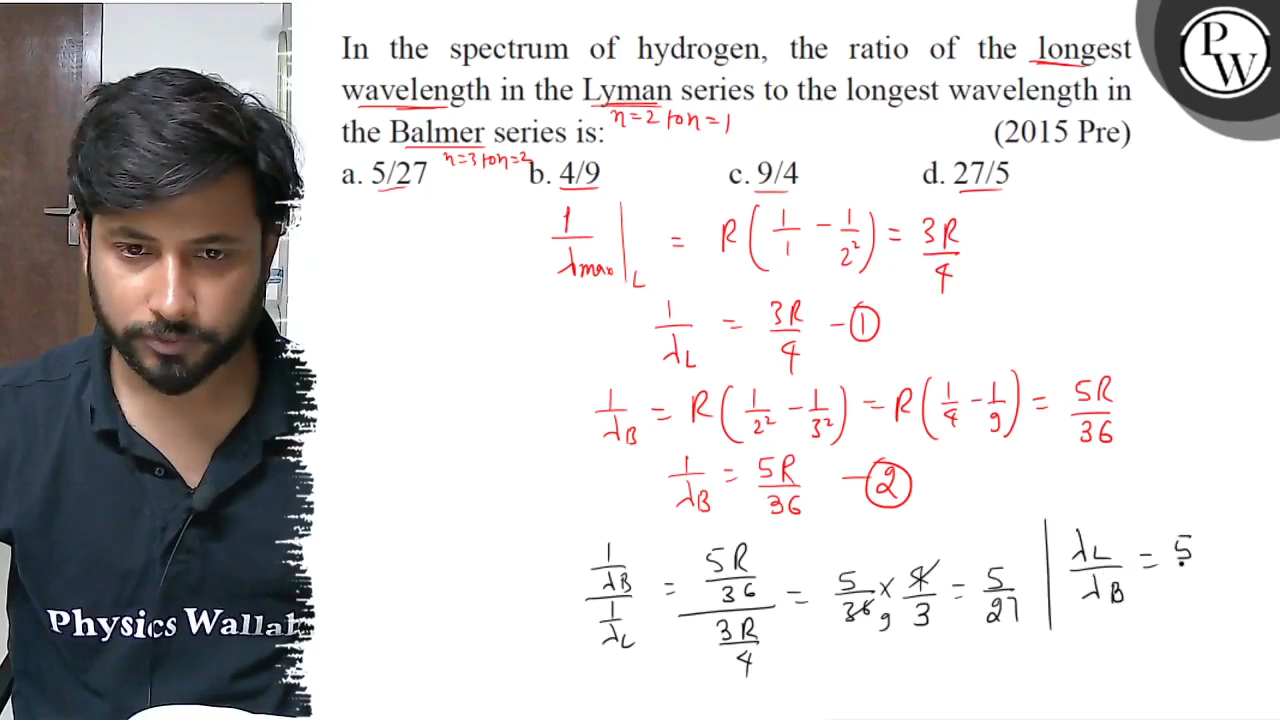 In the spectrum of hydrogen, the ratio of the longest
wavelength in the Lyman series to the longest wavelength in
n=2 to n=1
the Balmer series is: (2015 Pre)
n=3 to n=2
a. 5/27 b. 4/9 c. 9/4 d. 27/5
1/λmax |L = R(1/1 − 1/2²) = 3R/4
1/λL = 3R/4 −①
1/λB = R(1/2² − 1/3²) = R(1/4 − 1/9) = 5R/36
1/λB = 5R/36 −②
(1/λB)/(1/λL) = (5R/36)/(3R/4) = 5/36 9 × 4/3 = 5/27 | λL/λB = 5
Physics Wallah
PW